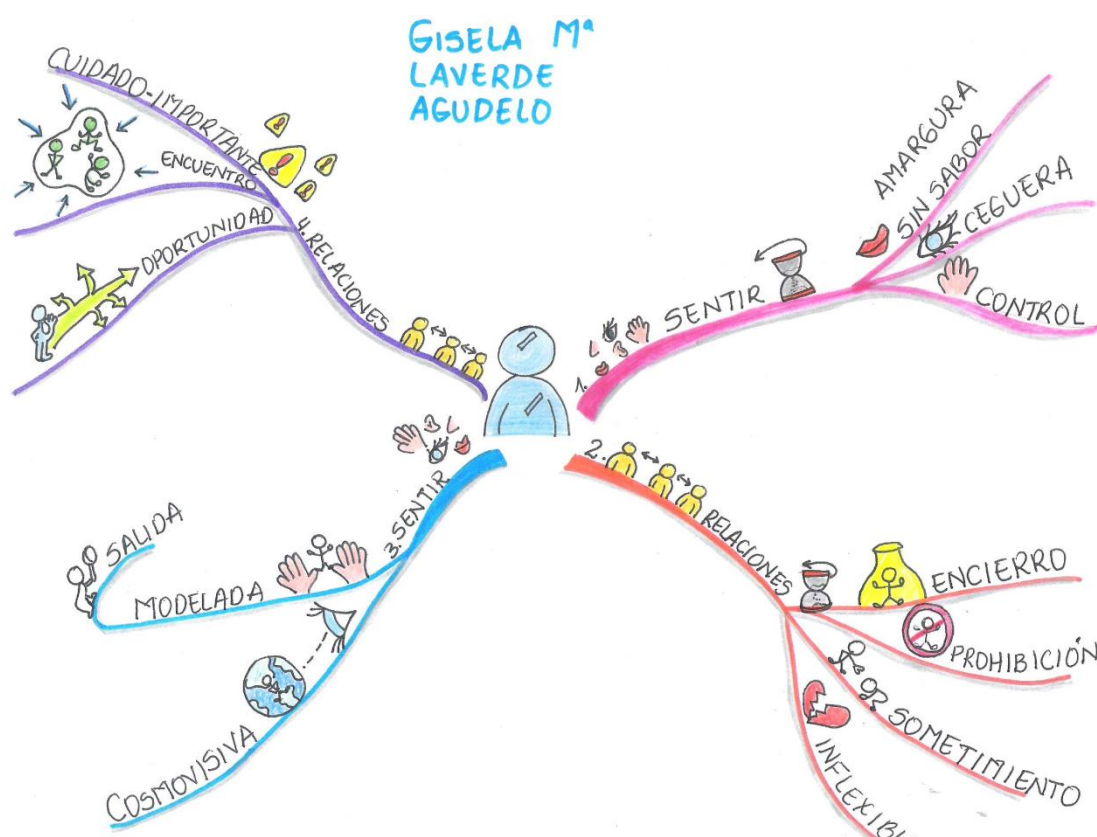 GISELA Mª
LAVERDE
AGUDELO
1. SENTIR
AMARGURA
SIN SABOR
CEGUERA
CONTROL
2. RELACIONES
ENCIERRO
PROHIBICIÓN
SOMETIMIENTO
INFLEXIBI
3. SENTIR
MODELADA
SALIDA
COSMOVISIVA
4. RELACIONES
CUIDADO-IMPORTANTE
ENCUENTRO
OPORTUNIDAD